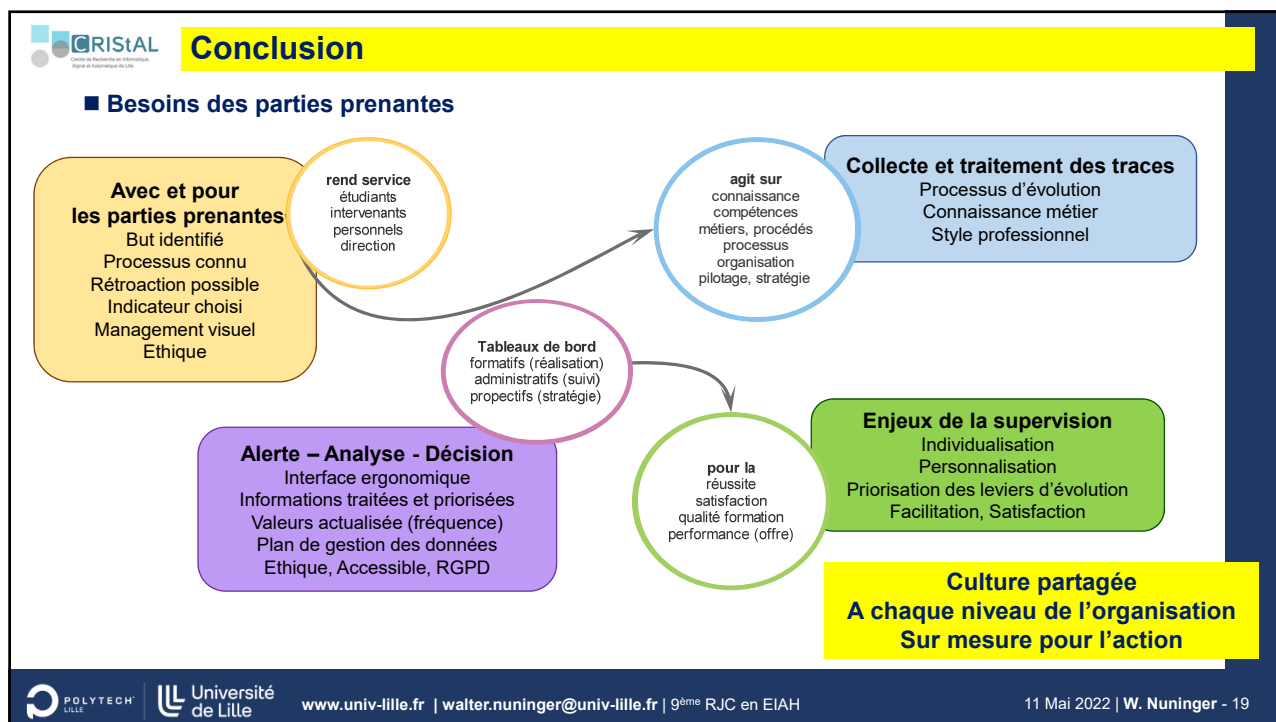 CRIStAL
Centre de Recherche en Informatique,
Signal et Automatique de Lille
Conclusion
■ Besoins des parties prenantes
Avec et pour
les parties prenantes
But identifié
Processus connu
Rétroaction possible
Indicateur choisi
Management visuel
Ethique
rend service
étudiants
intervenants
personnels
direction
agit sur
connaissance
compétences
métiers, procédés
processus
organisation
pilotage, stratégie
Collecte et traitement des traces
Processus d'évolution
Connaissance métier
Style professionnel
Tableaux de bord
formatifs (réalisation)
administratifs (suivi)
propectifs (stratégie)
Alerte – Analyse - Décision
Interface ergonomique
Informations traitées et priorisées
Valeurs actualisée (fréquence)
Plan de gestion des données
Ethique, Accessible, RGPD
pour la
réussite
satisfaction
qualité formation
performance (offre)
Enjeux de la supervision
Individualisation
Personnalisation
Priorisation des leviers d'évolution
Facilitation, Satisfaction
Culture partagée
A chaque niveau de l'organisation
Sur mesure pour l'action
POLYTECH'
LILLE
Université
de Lille
www.univ-lille.fr | walter.nuninger@univ-lille.fr | 9ème RJC en EIAH
11 Mai 2022 | W. Nuninger - 19